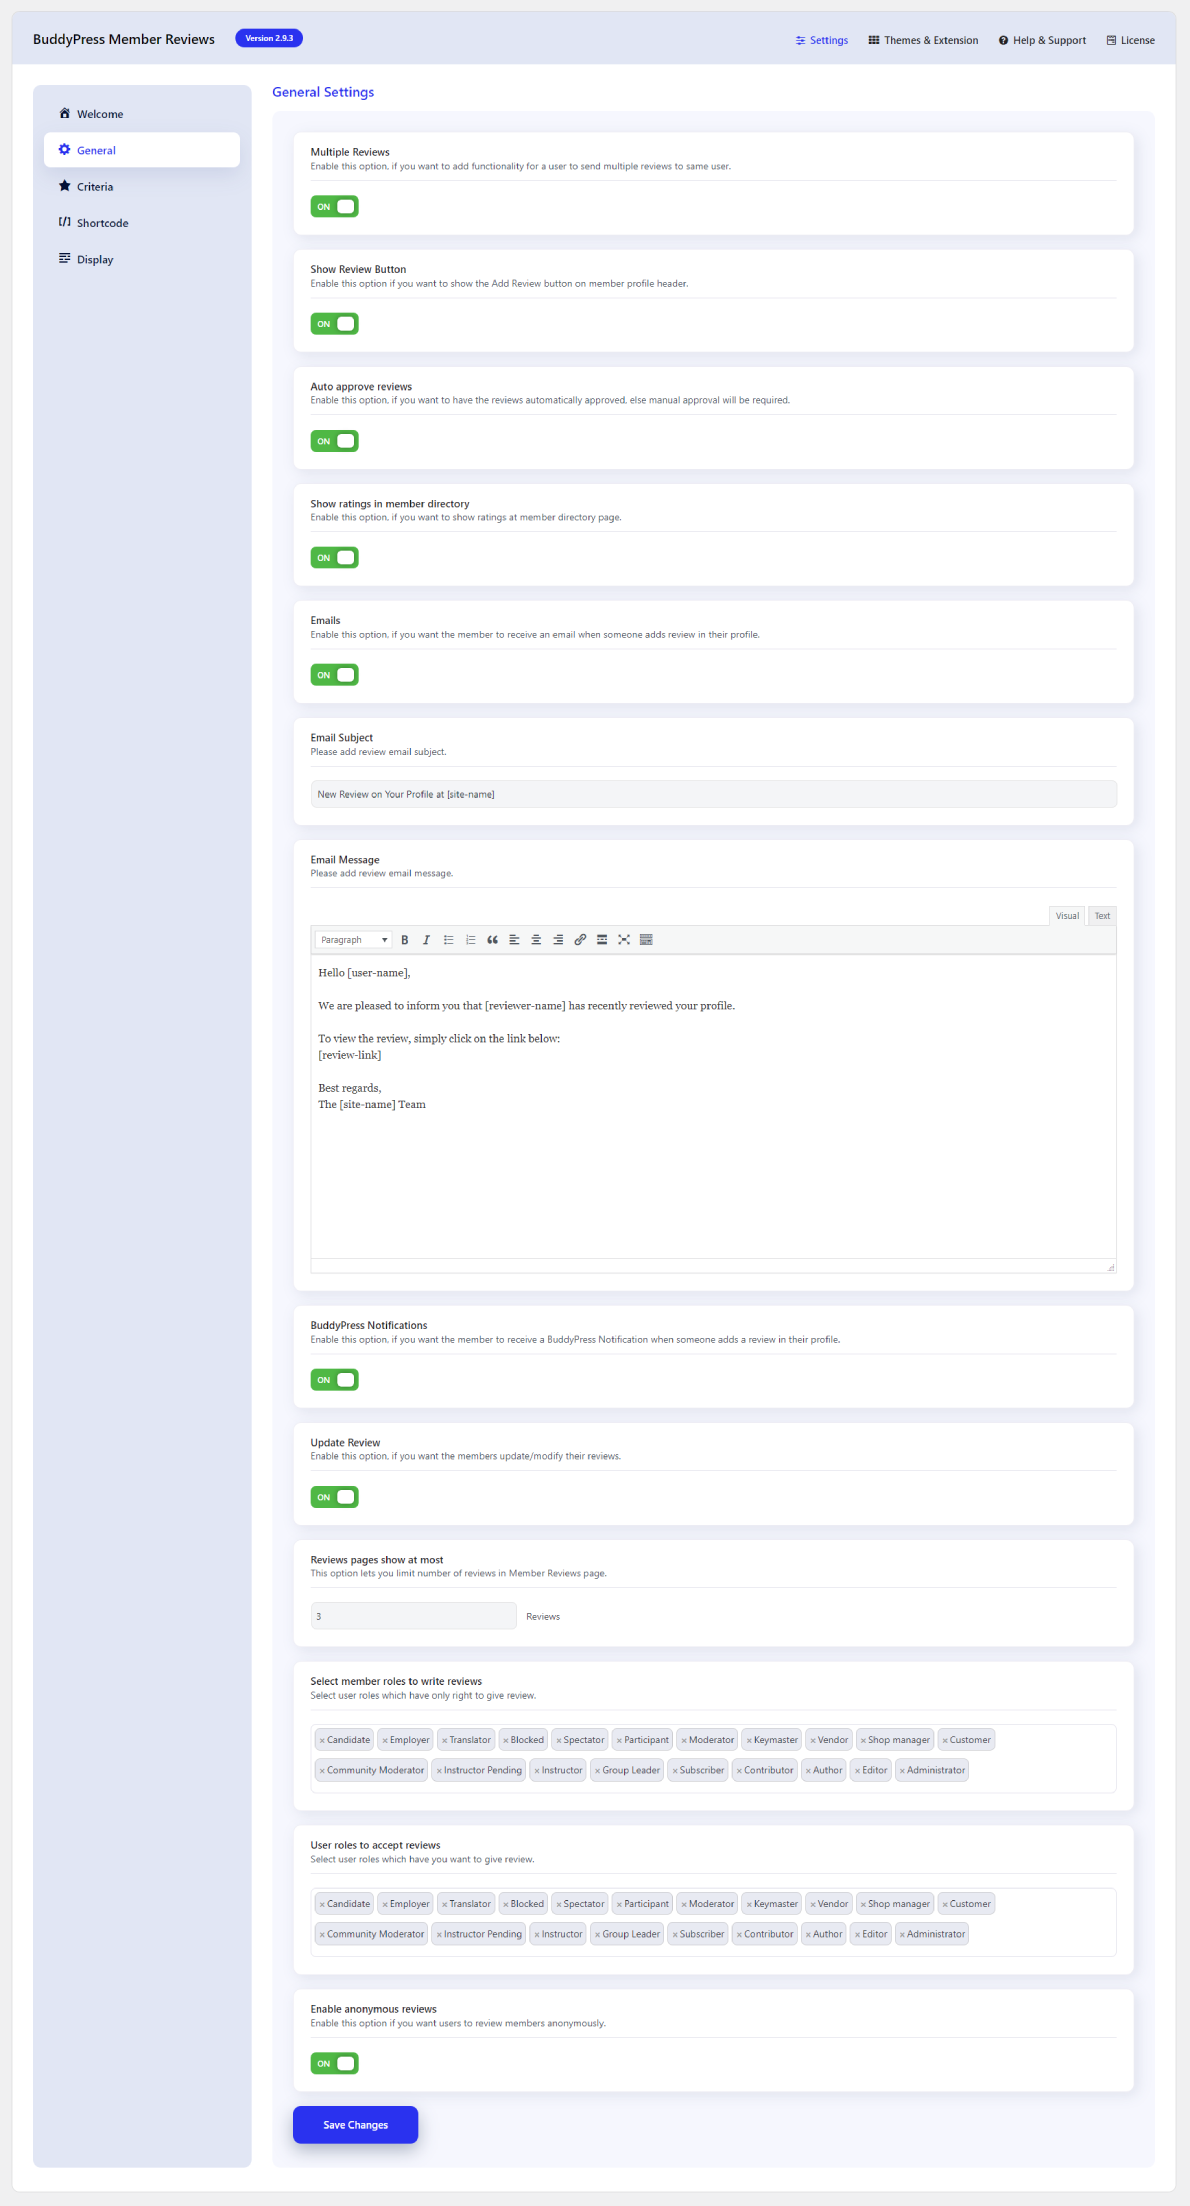 BuddyPress Member Reviews
Version 2.9.3
Settings
Themes & Extension
Help & Support
License
Welcome
General
Criteria
Shortcode
Display
General Settings
Multiple Reviews
Enable this option, if you want to add functionality for a user to send multiple reviews to same user.
ON
Show Review Button
Enable this option if you want to show the Add Review button on member profile header.
ON
Auto approve reviews
Enable this option, if you want to have the reviews automatically approved, else manual approval will be required.
ON
Show ratings in member directory
Enable this option, if you want to show ratings at member directory page.
ON
Emails
Enable this option, if you want the member to receive an email when someone adds review in their profile.
ON
Email Subject
Please add review email subject.
New Review on Your Profile at [site-name]
Email Message
Please add review email message.
Visual Text
Paragraph
Hello [user-name],
We are pleased to inform you that [reviewer-name] has recently reviewed your profile.
To view the review, simply click on the link below:
[review-link]
Best regards,
The [site-name] Team
BuddyPress Notifications
Enable this option, if you want the member to receive a BuddyPress Notification when someone adds a review in their profile.
ON
Update Review
Enable this option, if you want the members update/modify their reviews.
ON
Reviews pages show at most
This option lets you limit number of reviews in Member Reviews page.
3 Reviews
Select member roles to write reviews
Select user roles which have only right to give review.
× Candidate × Employer × Translator × Blocked × Spectator × Participant × Moderator × Keymaster × Vendor × Shop manager × Customer
× Community Moderator × Instructor Pending × Instructor × Group Leader × Subscriber × Contributor × Author × Editor × Administrator
User roles to accept reviews
Select user roles which have you want to give review.
× Candidate × Employer × Translator × Blocked × Spectator × Participant × Moderator × Keymaster × Vendor × Shop manager × Customer
× Community Moderator × Instructor Pending × Instructor × Group Leader × Subscriber × Contributor × Author × Editor × Administrator
Enable anonymous reviews
Enable this option if you want users to review members anonymously.
ON
Save Changes